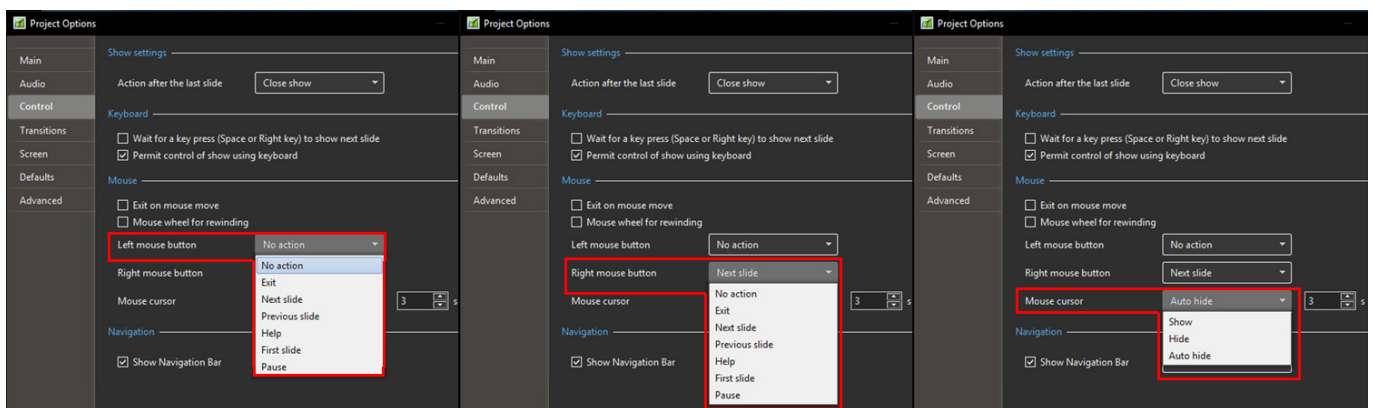 Project Options
Main
Audio
Control
Transitions
Screen
Defaults
Advanced
Show settings
Action after the last slide Close show
Keyboard
Wait for a key press (Space or Right key) to show next slide
Permit control of show using keyboard
Mouse
Exit on mouse move
Mouse wheel for rewinding
Left mouse button No action
No action
Exit
Next slide
Previous slide
Help
First slide
Pause
Right mouse button
Mouse cursor 3 s
Navigation
Show Navigation Bar
Project Options
Main
Audio
Control
Transitions
Screen
Defaults
Advanced
Show settings
Action after the last slide Close show
Keyboard
Wait for a key press (Space or Right key) to show next slide
Permit control of show using keyboard
Mouse
Exit on mouse move
Mouse wheel for rewinding
Left mouse button No action
Right mouse button Next slide
No action
Exit
Next slide
Previous slide
Help
First slide
Pause
Mouse cursor 3 s
Navigation
Show Navigation Bar
Project Options
Main
Audio
Control
Transitions
Screen
Defaults
Advanced
Show settings
Action after the last slide Close show
Keyboard
Wait for a key press (Space or Right key) to show next slide
Permit control of show using keyboard
Mouse
Exit on mouse move
Mouse wheel for rewinding
Left mouse button No action
Right mouse button Next slide
Mouse cursor Auto hide 3 s
Show
Hide
Auto hide
Navigation
Show Navigation Bar